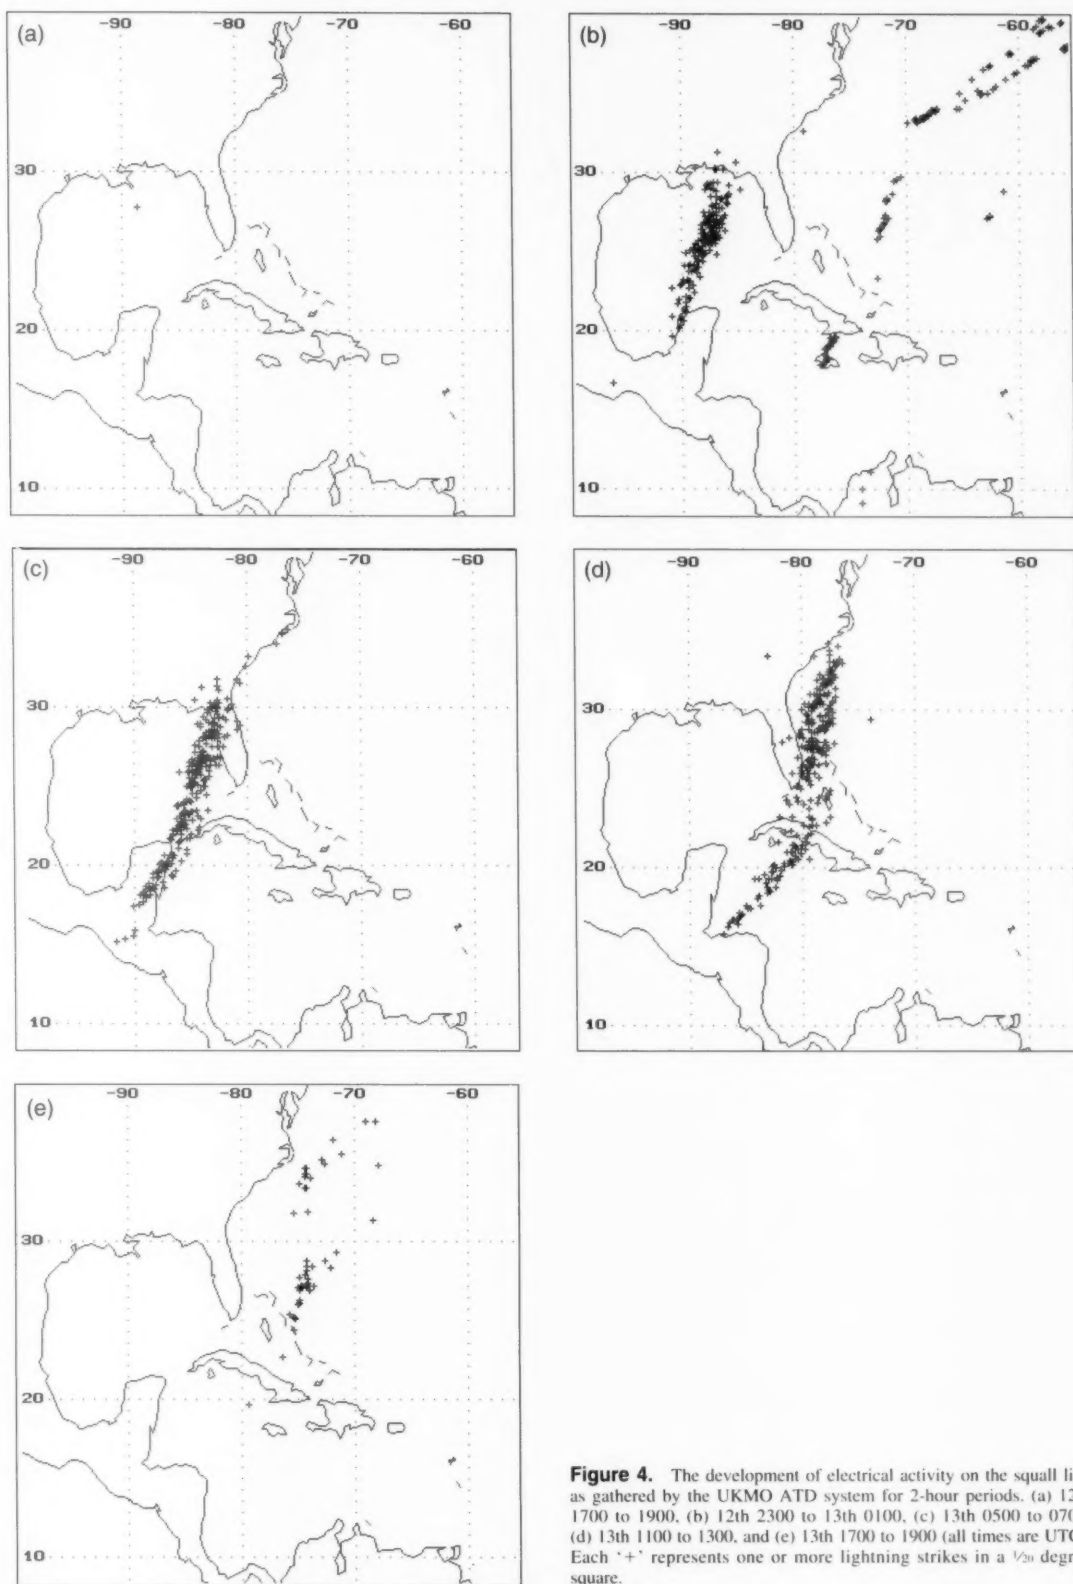 (a)
-90 -80 -70 -60
30
20
10
(b)
-90 -80 -70 -60
30
20
10
(c)
-90 -80 -70 -60
30
20
10
(d)
-90 -80 -70 -60
30
20
10
(e)
-90 -80 -70 -60
30
20
10
Figure 4. The development of electrical activity on the squall li
as gathered by the UKMO ATD system for 2-hour periods. (a) 12
1700 to 1900, (b) 12th 2300 to 13th 0100, (c) 13th 0500 to 070
(d) 13th 1100 to 1300, and (e) 13th 1700 to 1900 (all times are UTC
Each '+' represents one or more lightning strikes in a 1/20 degr
square.